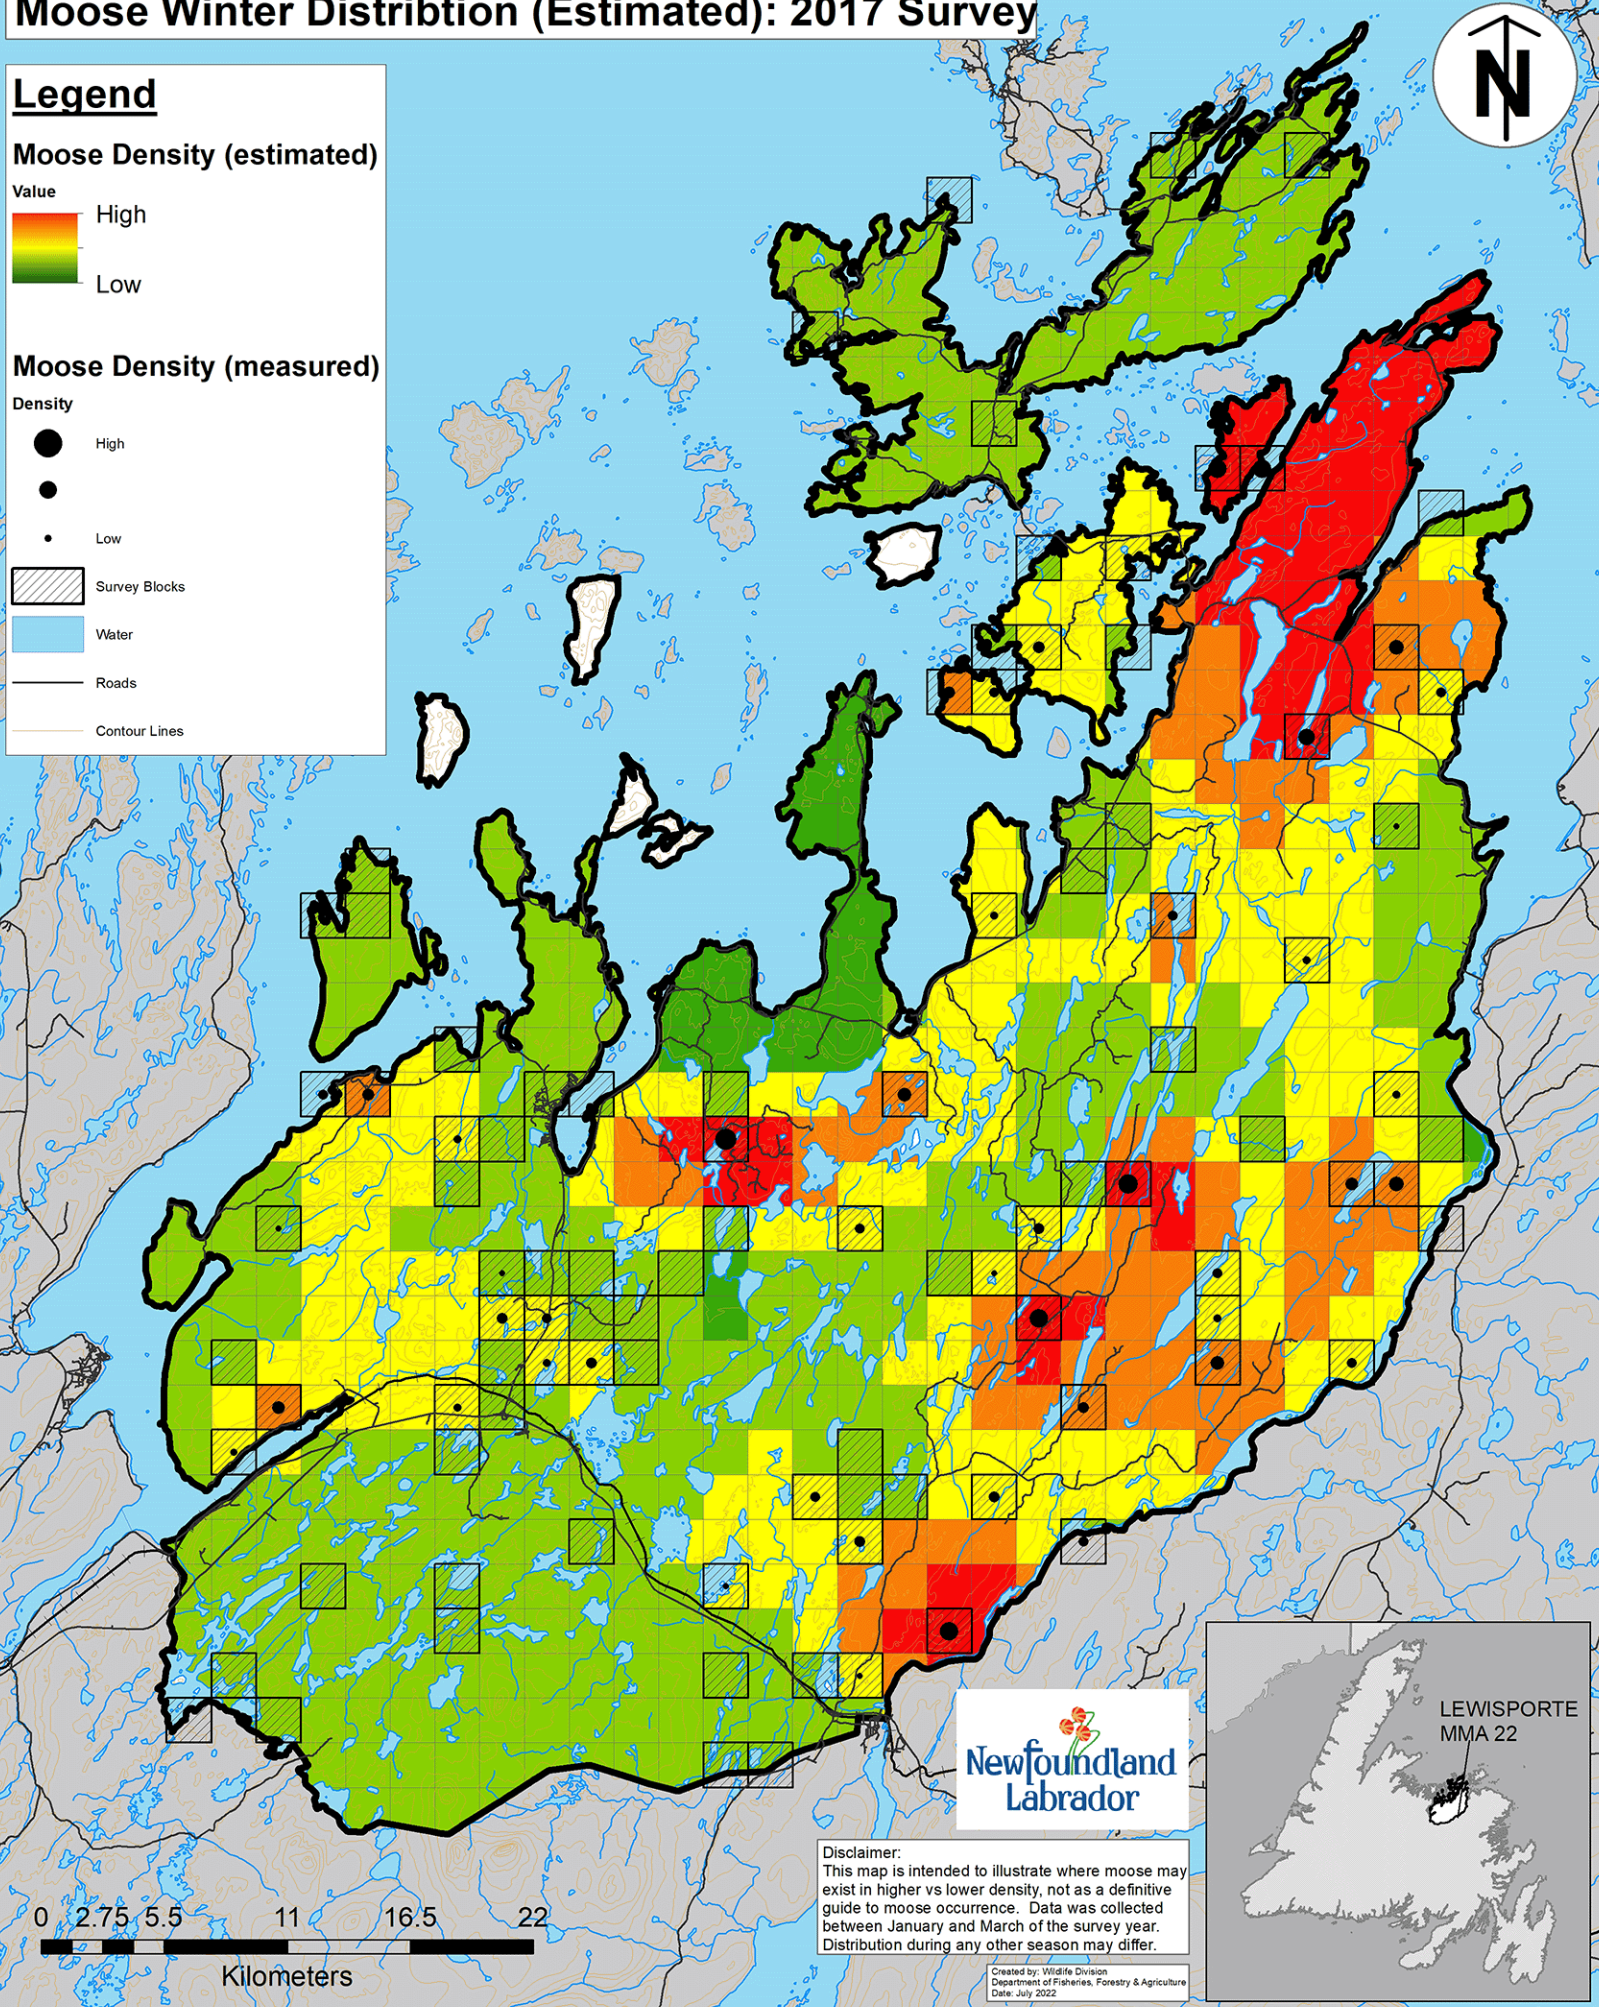 Moose Winter Distribtion (Estimated): 2017 Survey
N
Legend
Moose Density (estimated)
Value
High
Low
Moose Density (measured)
Density
High
Low
Survey Blocks
Water
Roads
Contour Lines
LEWISPORTE
MMA 22
Newfoundland
Labrador
Disclaimer:
This map is intended to illustrate where moose may
exist in higher vs lower density, not as a definitive
guide to moose occurrence. Data was collected
between January and March of the survey year.
Distribution during any other season may differ.
0 2.75 5.5 11 16.5 22
Kilometers
Created by: Wildlife Division
Department of Fisheries, Forestry & Agriculture
Date: July 2022